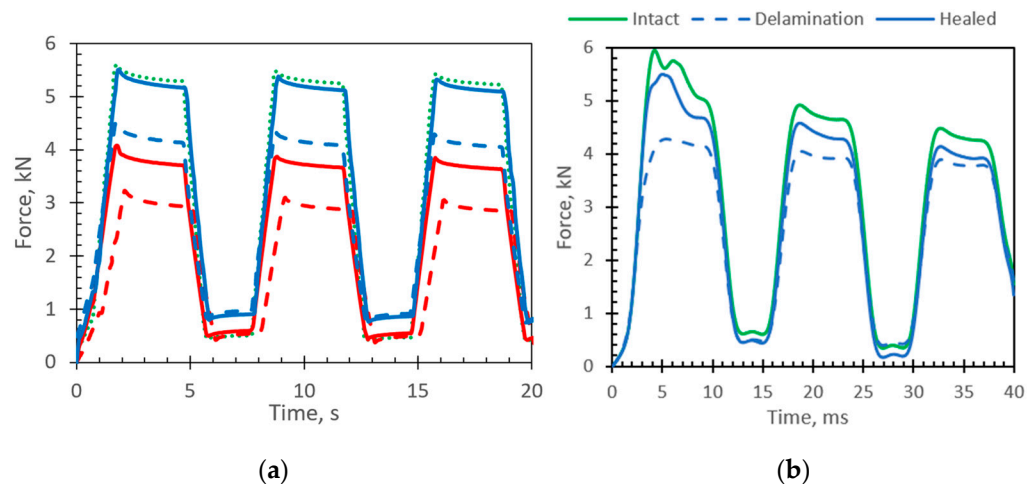 Intact Delamination Healed
Force, kN
6
5
4
3
2
1
0
0 5 10 15 20
Time, s
(a)
Force, kN
6
5
4
3
2
1
0
0 5 10 15 20 25 30 35 40
Time, ms
(b)